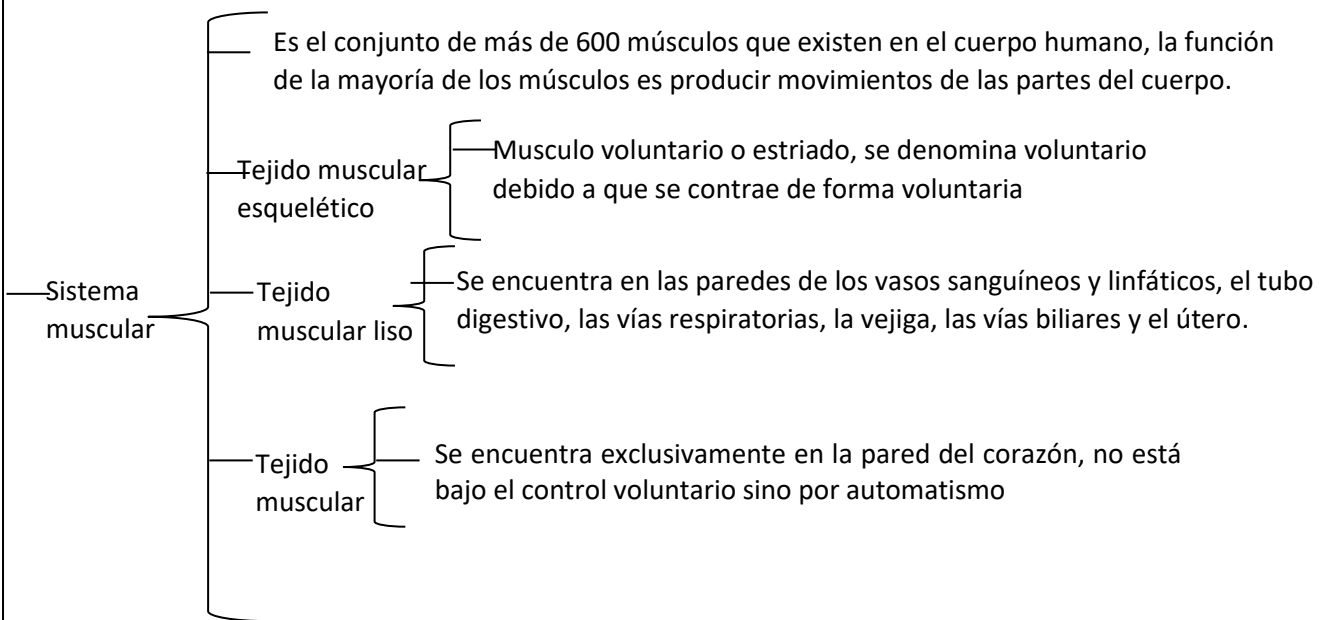 Es el conjunto de más de 600 músculos que existen en el cuerpo humano, la función
de la mayoría de los músculos es producir movimientos de las partes del cuerpo.
Tejido muscular
esquelético
Musculo voluntario o estriado, se denomina voluntario
debido a que se contrae de forma voluntaria
Sistema
muscular
Tejido
muscular liso
Se encuentra en las paredes de los vasos sanguíneos y linfáticos, el tubo
digestivo, las vías respiratorias, la vejiga, las vías biliares y el útero.
Tejido
muscular
Se encuentra exclusivamente en la pared del corazón, no está
bajo el control voluntario sino por automatismo